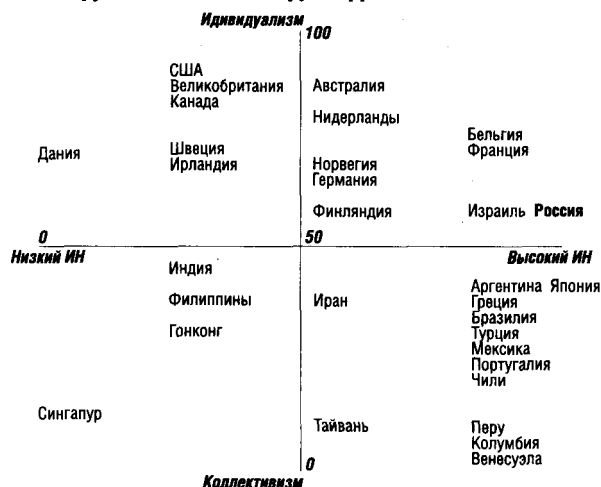 Идивидуализм
100
США
Великобритания
Канада
Австралия
Нидерланды
Бельгия
Франция
Дания
Швеция
Ирландия
Норвегия
Германия
Финляндия
Израиль Россия
0
50
Низкий ИН
Высокий ИН
Индия
Филиппины
Гонконг
Иран
Аргентина Япония
Греция
Бразилия
Турция
Мексика
Португалия
Чили
Сингапур
Тайвань
Перу
Колумбия
Венесуэла
0
Коллективизм